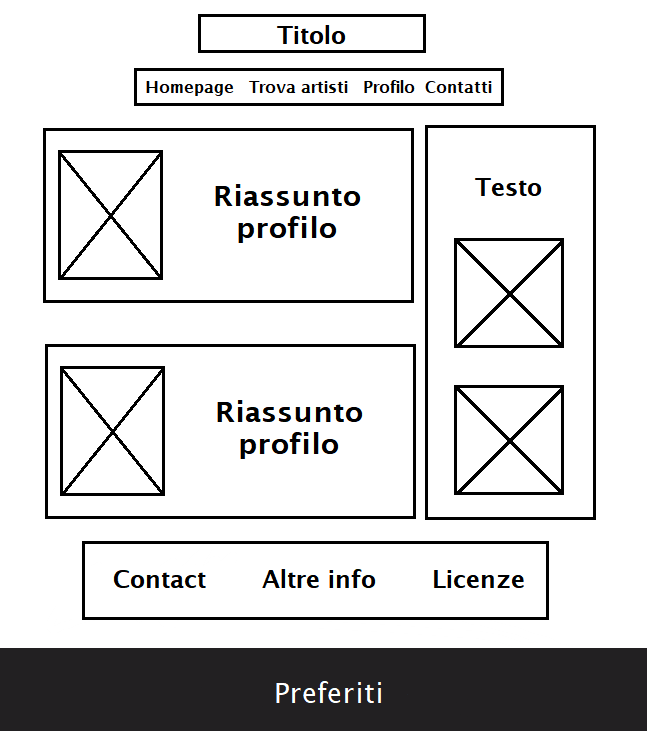 Titolo
Homepage Trova artisti Profilo Contatti
Riassunto
profilo
Testo
Riassunto
profilo
Contact Altre info Licenze
Preferiti